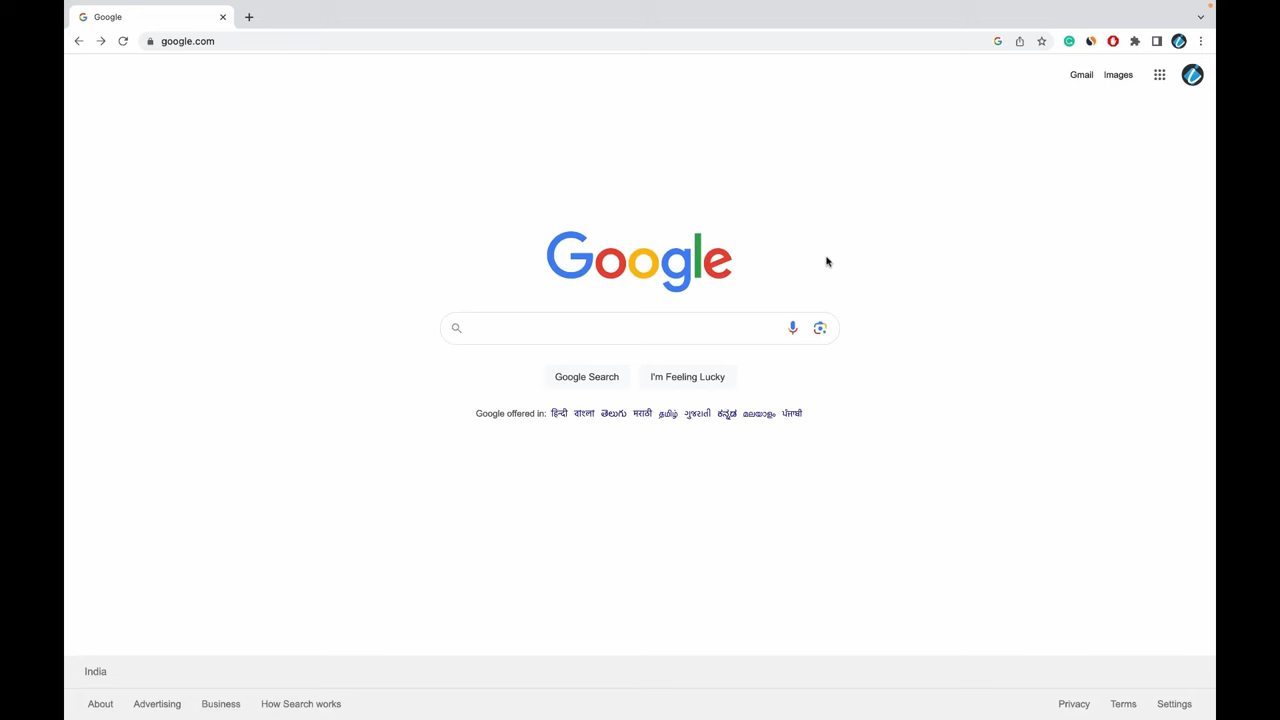 Google
google.com
Gmail Images
Google
Google Search I'm Feeling Lucky
Google offered in: हिन्दी বাংলা తెలుగు मराठी தமிழ் ગુજરાતી ಕನ್ನಡ മലയാളം ਪੰਜਾਬੀ
India
About Advertising Business How Search works Privacy Terms Settings